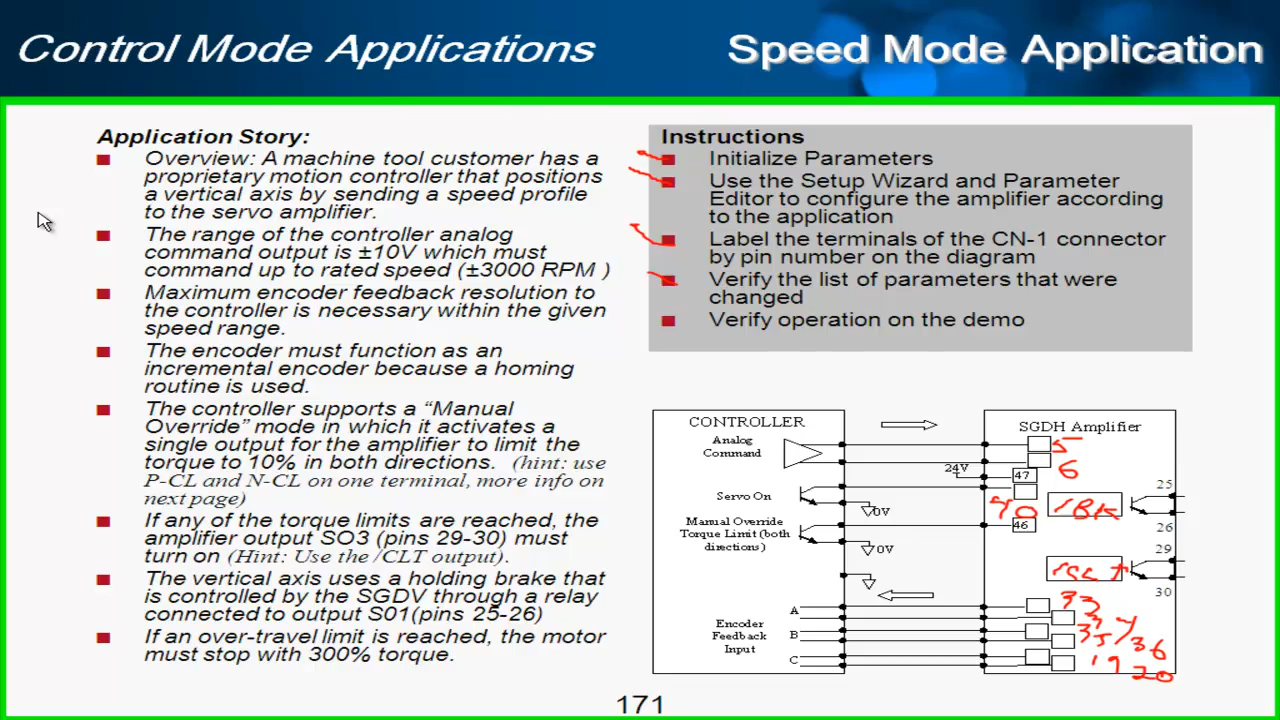 Control Mode Applications
Speed Mode Application
Application Story:
Overview: A machine tool customer has a
proprietary motion controller that positions
a vertical axis by sending a speed profile
to the servo amplifier.
The range of the controller analog
command output is ±10V which must
command up to rated speed (±3000 RPM )
Maximum encoder feedback resolution to
the controller is necessary within the given
speed range.
The encoder must function as an
incremental encoder because a homing
routine is used.
The controller supports a “Manual
Override” mode in which it activates a
single output for the amplifier to limit the
torque to 10% in both directions. (hint: use
P-CL and N-CL on one terminal, more info on
next page)
If any of the torque limits are reached, the
amplifier output SO3 (pins 29-30) must
turn on (Hint: Use the /CLT output).
The vertical axis uses a holding brake that
is controlled by the SGDV through a relay
connected to output S01(pins 25-26)
If an over-travel limit is reached, the motor
must stop with 300% torque.
Instructions
Initialize Parameters
Use the Setup Wizard and Parameter
Editor to configure the amplifier according
to the application
Label the terminals of the CN-1 connector
by pin number on the diagram
Verify the list of parameters that were
changed
Verify operation on the demo
CONTROLLER
SGDH Amplifier
Analog
Command
5
6
24V
47
25
Servo On
0V
40
/BK
Manual Override
Torque Limit (both
directions)
46
26
0V
29
30
A
33
34
Encoder
Feedback
Input
B
35
36
C
19
20
171